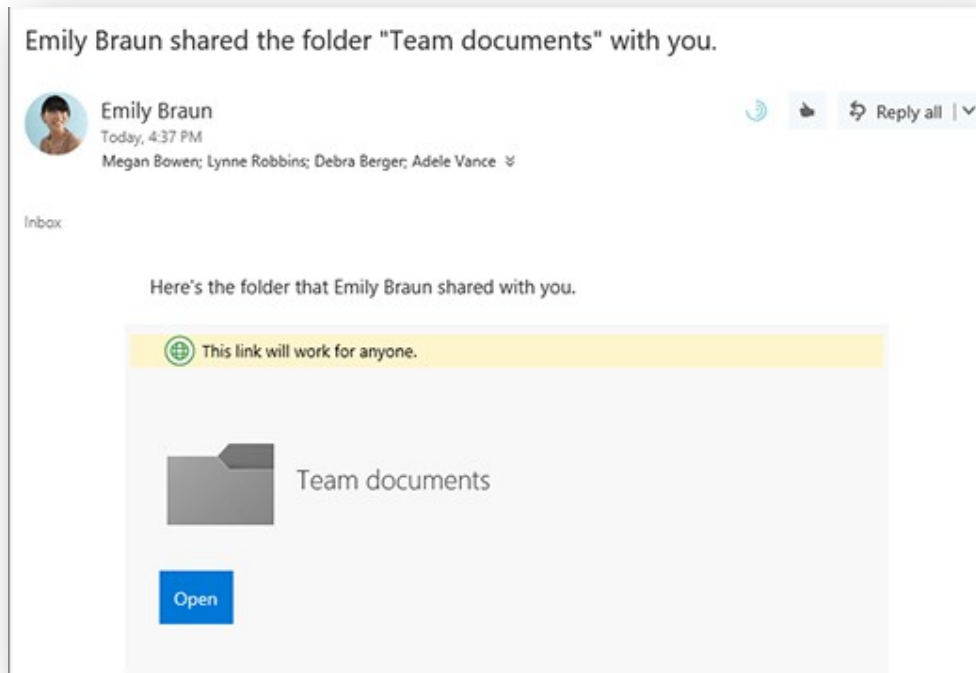 Emily Braun shared the folder "Team documents" with you.
Emily Braun
Today, 4:37 PM
Megan Bowen; Lynne Robbins; Debra Berger; Adele Vance
Reply all
Inbox
Here's the folder that Emily Braun shared with you.
This link will work for anyone.
Team documents
Open